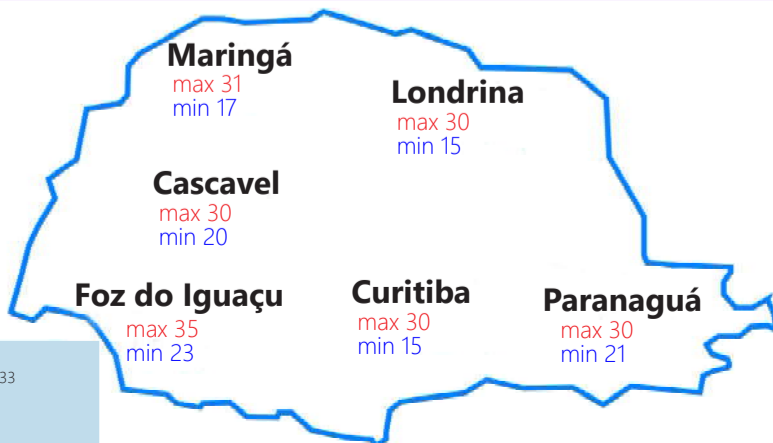 Maringá
max 31
min 17
Londrina
max 30
min 15
Cascavel
max 30
min 20
Foz do Iguaçu
max 35
min 23
Curitiba
max 30
min 15
Paranaguá
max 30
min 21
33